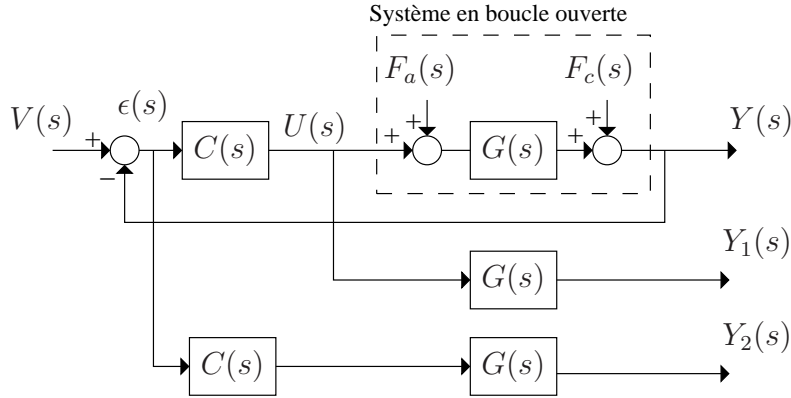 Système en boucle ouverte
F_a(s) F_c(s)
V(s) + ϵ(s) C(s) U(s) + + G(s) + + Y(s)
−
G(s) Y_1(s)
C(s) G(s) Y_2(s)